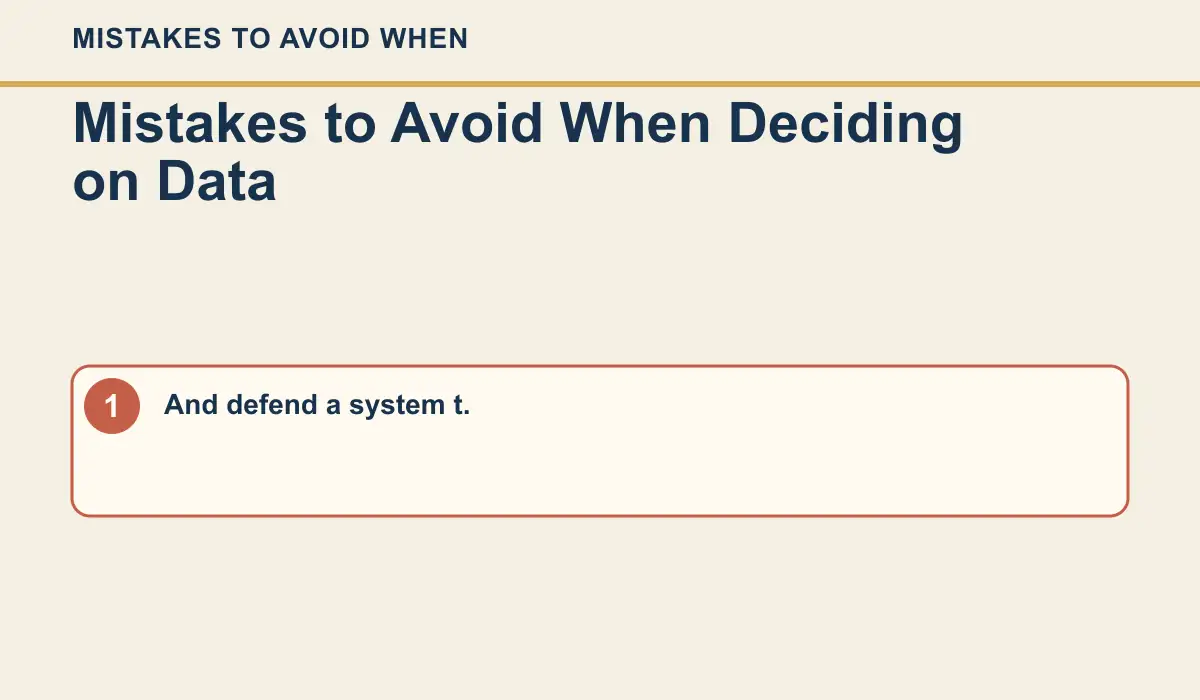 MISTAKES TO AVOID WHEN
Mistakes to Avoid When Deciding
on Data
1
And defend a system t.